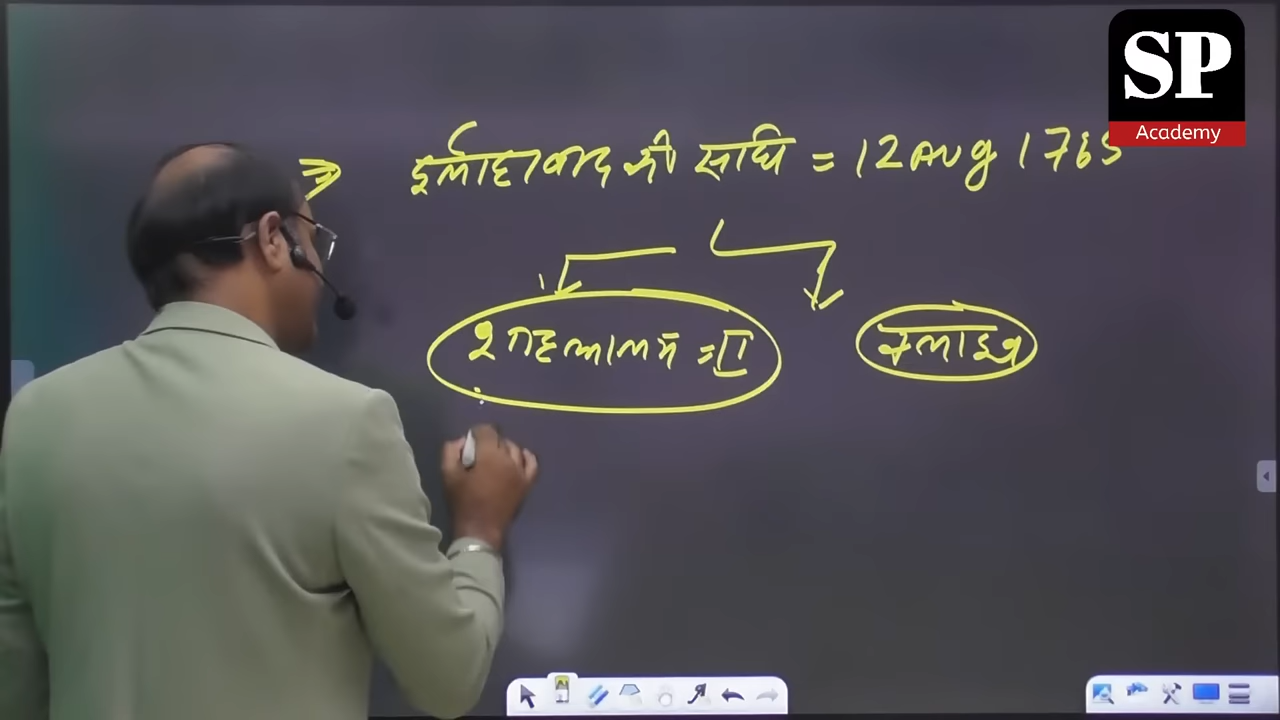 SP
Academy
⇒ इलाहाबाद की संधि = 12 Aug 1765
शाहआलम = II क्लाइव